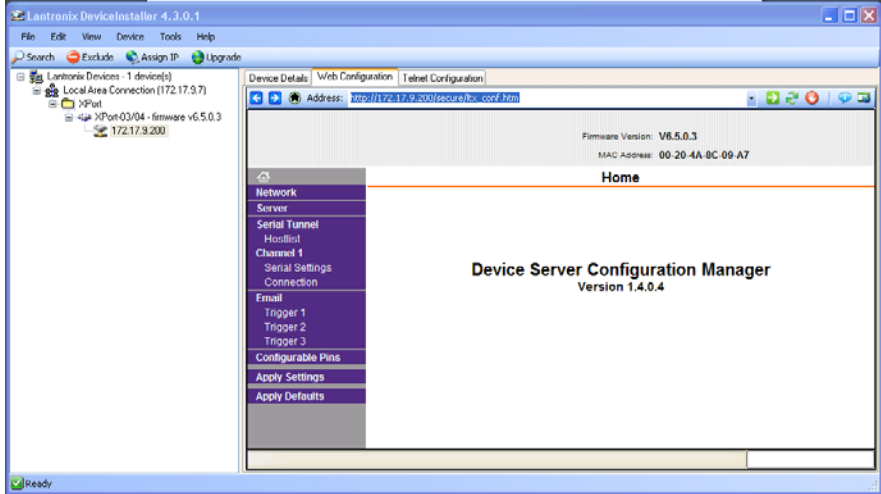 Lantronix DeviceInstaller 4.3.0.1
File Edit View Device Tools Help
Search Exclude Assign IP Upgrade
Lantronix Devices - 1 device(s)
Local Area Connection (172.17.9.7)
XPort
XPort-03/04 - firmware v6.5.0.3
172.17.9.200
Device Details Web Configuration Telnet Configuration
Address: http://172.17.9.200/secure/ltx_conf.htm
Firmware Version: V6.5.0.3
MAC Address: 00-20-4A-8C-09-A7
Home
Network
Server
Serial Tunnel
Hostlist
Channel 1
Serial Settings
Connection
Email
Trigger 1
Trigger 2
Trigger 3
Configurable Pins
Apply Settings
Apply Defaults
Device Server Configuration Manager
Version 1.4.0.4
Ready